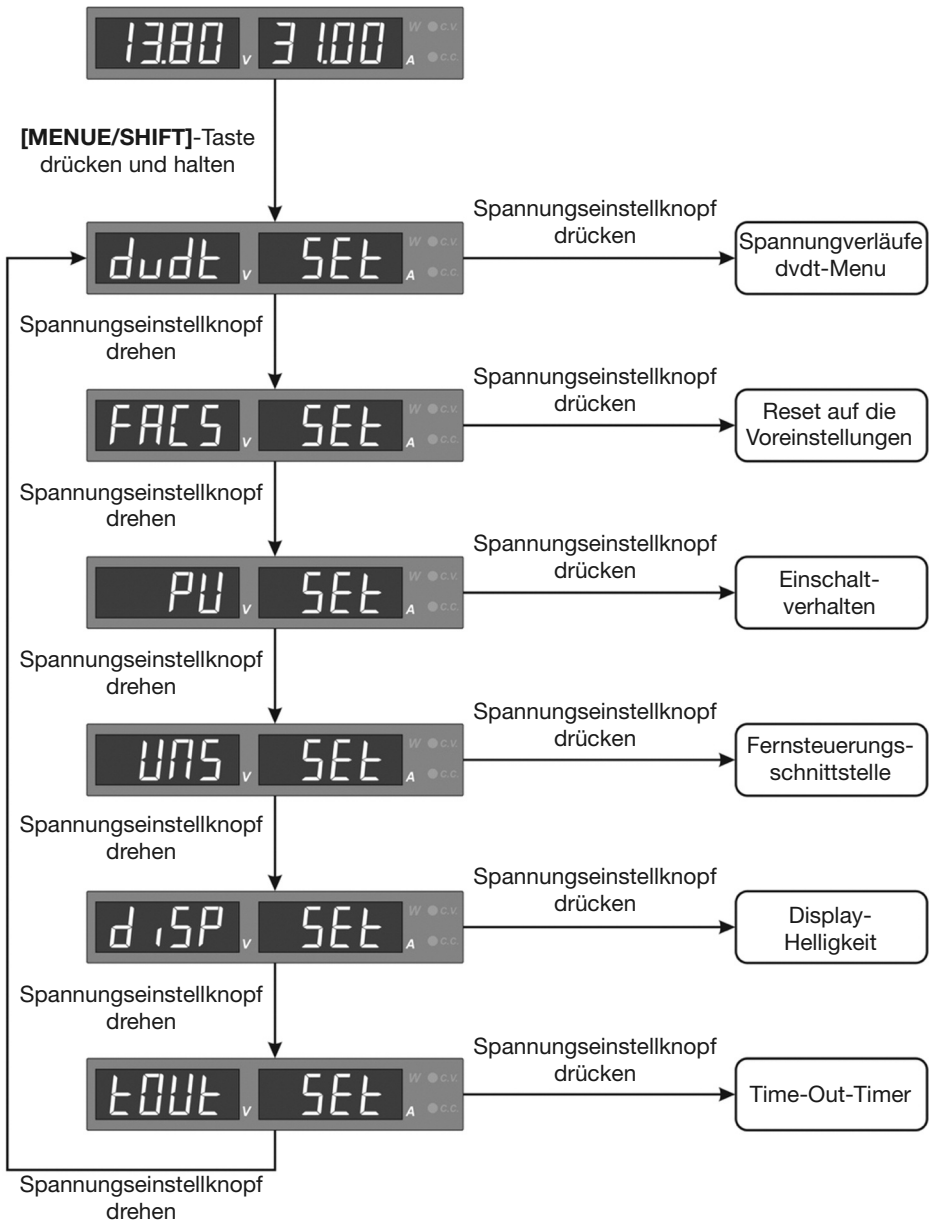 13.80 V 31.00 A W C.V. C.C.
[MENUE/SHIFT]-Taste
drücken und halten
Spannungseinstellknopf
drücken
dvdt V SEt A W C.V. C.C.
Spannungverläufe
dvdt-Menu
Spannungseinstellknopf
drehen
Spannungseinstellknopf
drücken
FACS V SEt A W C.V. C.C.
Reset auf die
Voreinstellungen
Spannungseinstellknopf
drehen
Spannungseinstellknopf
drücken
PU V SEt A W C.V. C.C.
Einschalt-
verhalten
Spannungseinstellknopf
drehen
Spannungseinstellknopf
drücken
UMS V SEt A W C.V. C.C.
Fernsteuerungs-
schnittstelle
Spannungseinstellknopf
drehen
Spannungseinstellknopf
drücken
diSP V SEt A W C.V. C.C.
Display-
Helligkeit
Spannungseinstellknopf
drehen
Spannungseinstellknopf
drücken
tOUt V SEt A W C.V. C.C.
Time-Out-Timer
Spannungseinstellknopf
drehen